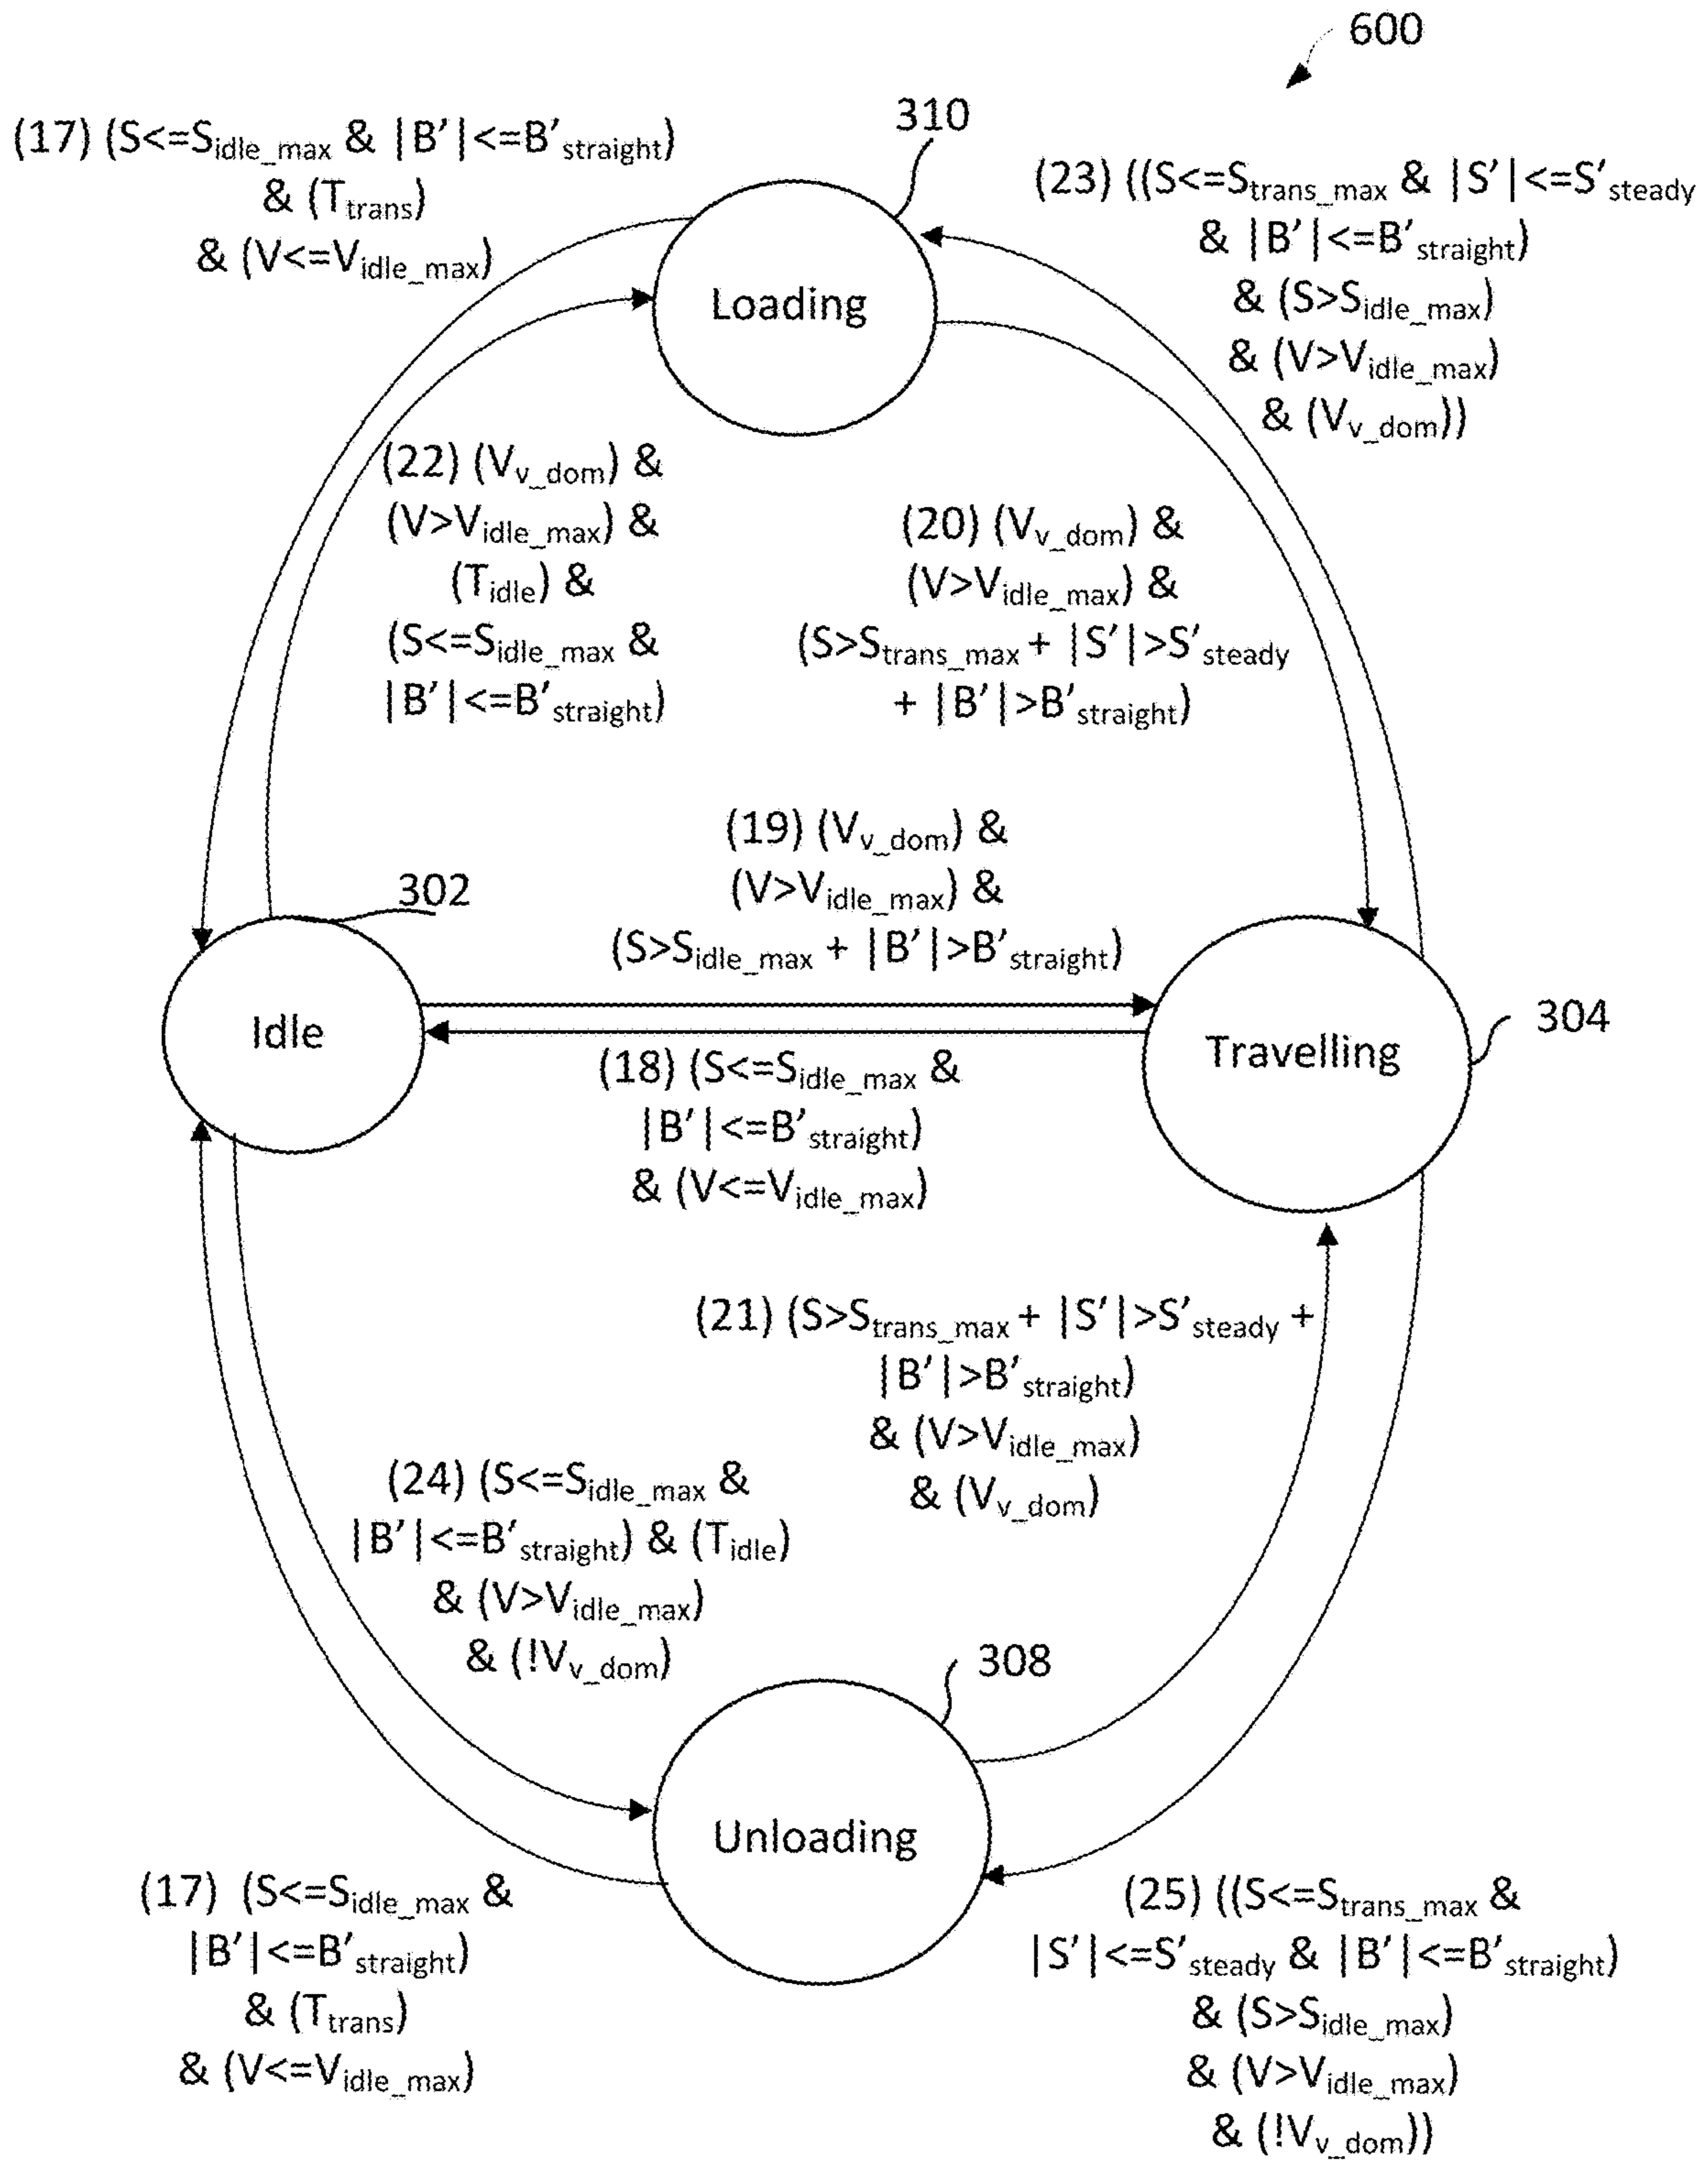 600
310
(17) (S<=Sidle_max & |B′|<=B′straight)
& (Ttrans)
& (V<=Vidle_max)
(23) ((S<=Strans_max & |S′|<=S′steady
& |B′|<=B′straight)
& (S>Sidle_max)
& (V>Vidle_max)
& (Vv_dom))
Loading
(22) (Vv_dom) &
(V>Vidle_max) &
(Tidle) &
(S<=Sidle_max &
|B′|<=B′straight)
(20) (Vv_dom) &
(V>Vidle_max) &
(S>Strans_max + |S′|>S′steady
+ |B′|>B′straight)
(19) (Vv_dom) &
(V>Vidle_max) &
(S>Sidle_max + |B′|>B′straight)
302
Idle
304
Travelling
(18) (S<=Sidle_max &
|B′|<=B′straight)
& (V<=Vidle_max)
(21) (S>Strans_max + |S′|>S′steady +
|B′|>B′straight)
& (V>Vidle_max)
& (Vv_dom)
(24) (S<=Sidle_max &
|B′|<=B′straight) & (Tidle)
& (V>Vidle_max)
& (!Vv_dom)
308
Unloading
(17) (S<=Sidle_max &
|B′|<=B′straight)
& (Ttrans)
& (V<=Vidle_max)
(25) ((S<=Strans_max &
|S′|<=S′steady & |B′|<=B′straight)
& (S>Sidle_max)
& (V>Vidle_max)
& (!Vv_dom))